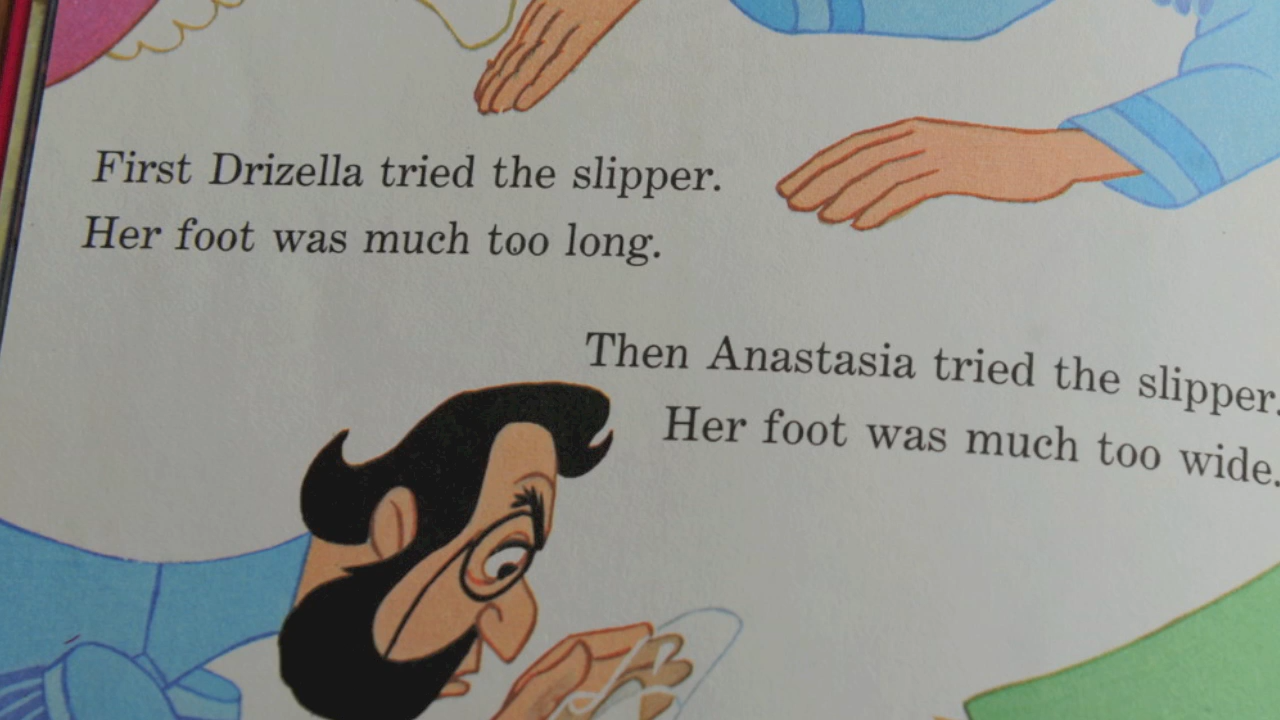 First Drizella tried the slipper.
Her foot was much too long.
Then Anastasia tried the slipper.
Her foot was much too wide.